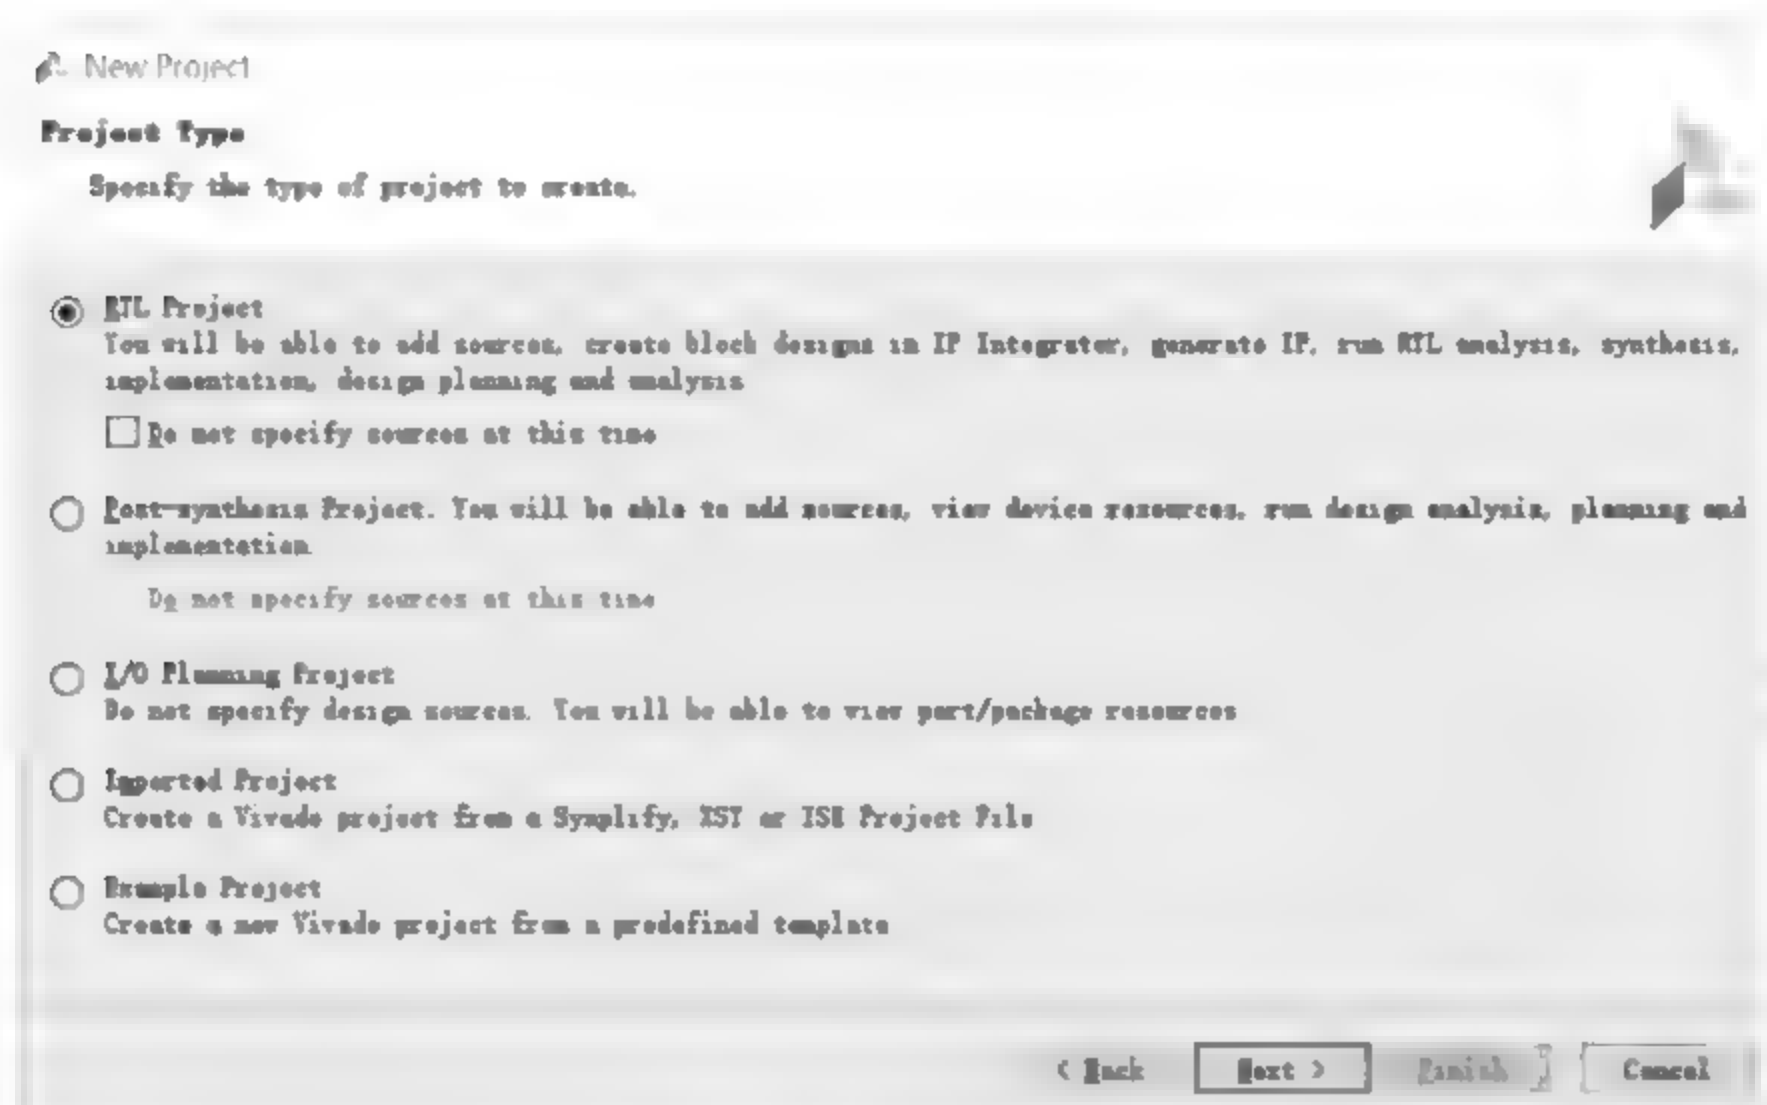 New Project
Project Type
Specify the type of project to create.
RTL Project
You will be able to add sources, create block designs in IP Integrator, generate IP, run RTL analysis, synthesis,
implementation, design planning and analysis
Do not specify sources at this time
Post-synthesis Project. You will be able to add sources, view device resources, run design analysis, planning and
implementation
Do not specify sources at this time
I/O Planning Project
Do not specify design sources. You will be able to view part/package resources
Imported Project
Create a Vivado project from a Synplify, XST or ISE Project File
Example Project
Create a new Vivado project from a predefined template
< Back Next > Finish Cancel